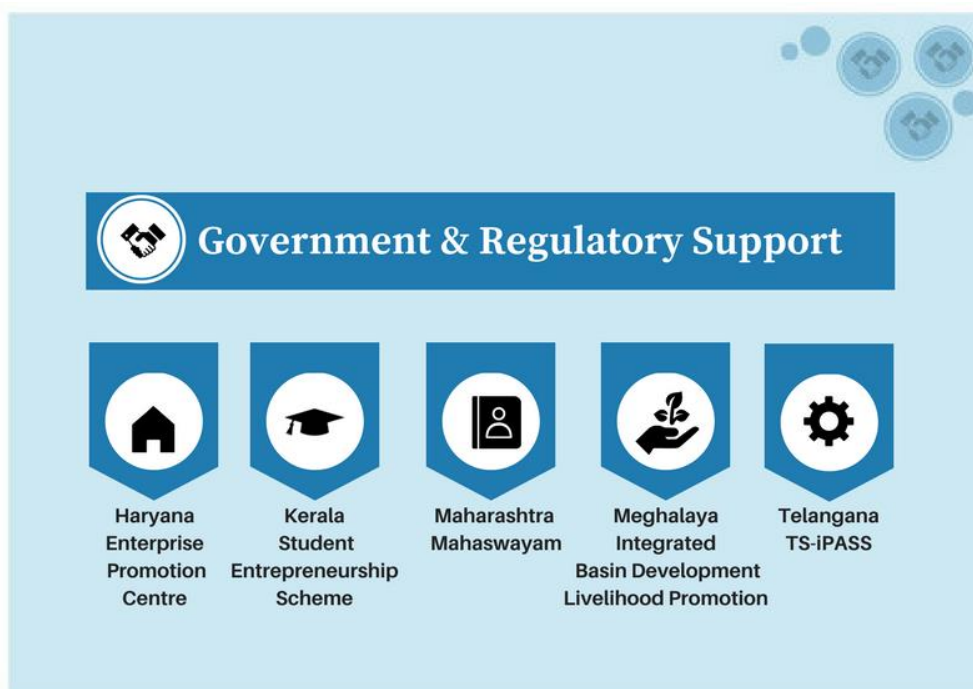 Government & Regulatory Support
Haryana
Enterprise
Promotion
Centre
Kerala
Student
Entrepreneurship
Scheme
Maharashtra
Mahaswayam
Meghalaya
Integrated
Basin Development
Livelihood Promotion
Telangana
TS-iPASS